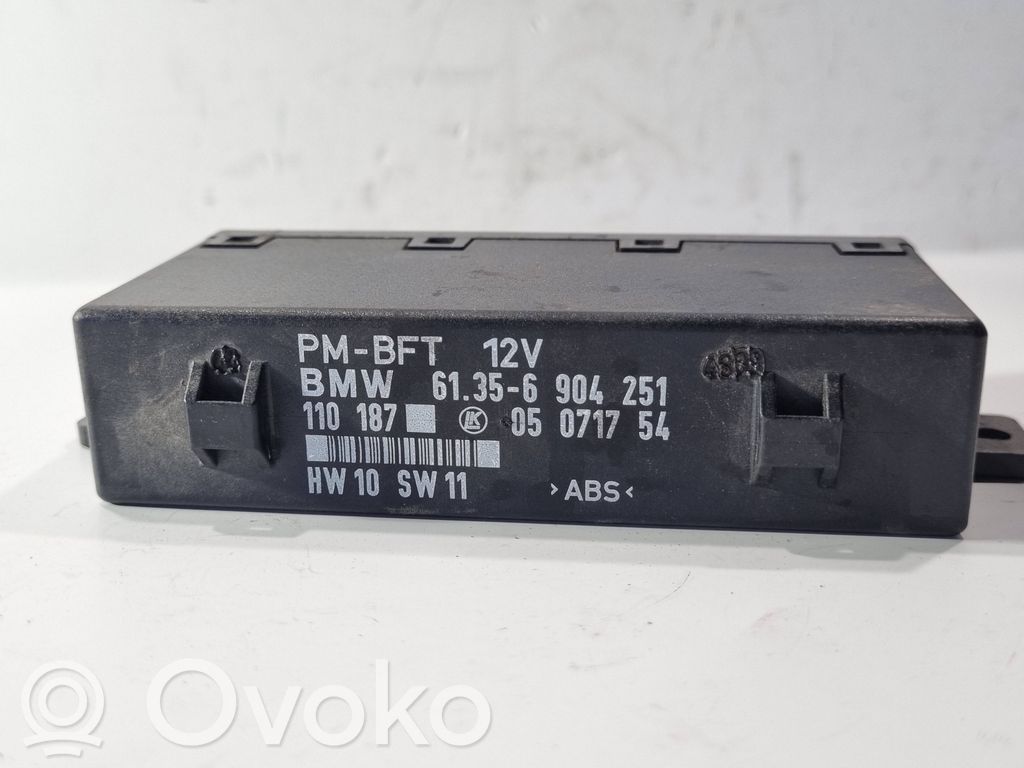 PM-BFT 12V
BMW 61.35-6 904 251
110 187 LK 05 0717 54
HW 10 SW 11 >ABS<
Ovoko